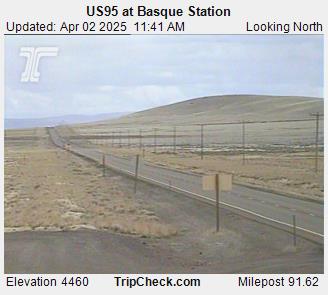 US95 at Basque Station
Updated: Apr 02 2025 11:41 AM Looking North
Elevation 4460 TripCheck.com Milepost 91.62